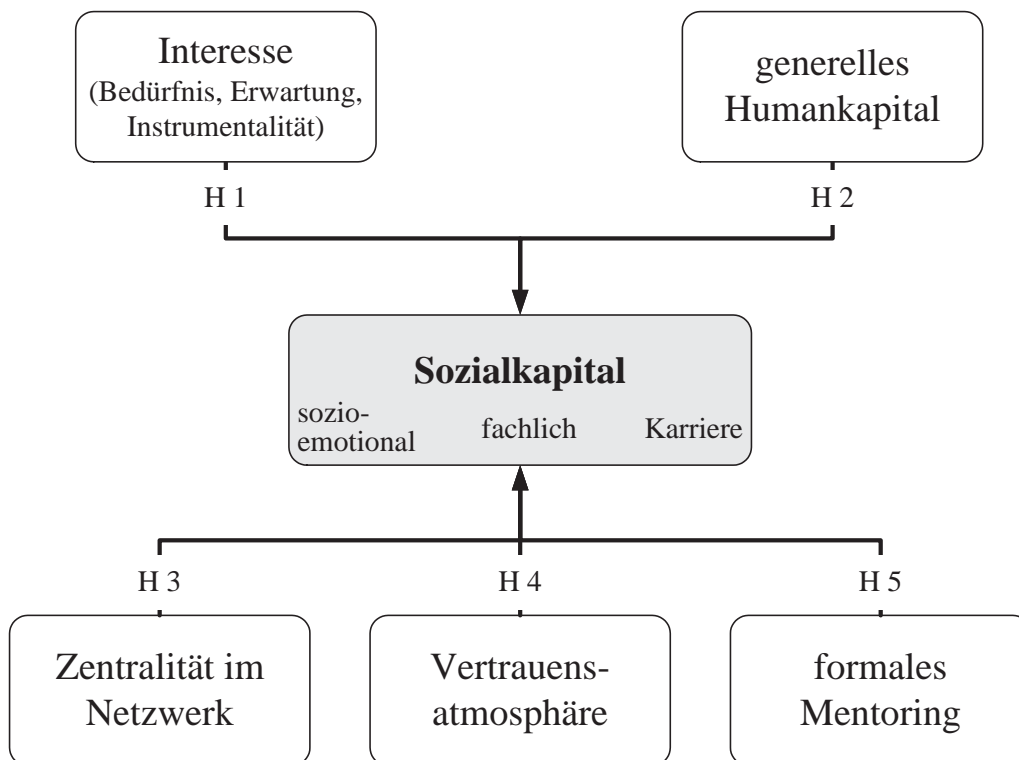 Interesse
(Bedürfnis, Erwartung,
Instrumentalität)
generelles
Humankapital
H 1
H 2
Sozialkapital
sozio-
emotional
fachlich
Karriere
H 3
H 4
H 5
Zentralität im
Netzwerk
Vertrauens-
atmosphäre
formales
Mentoring